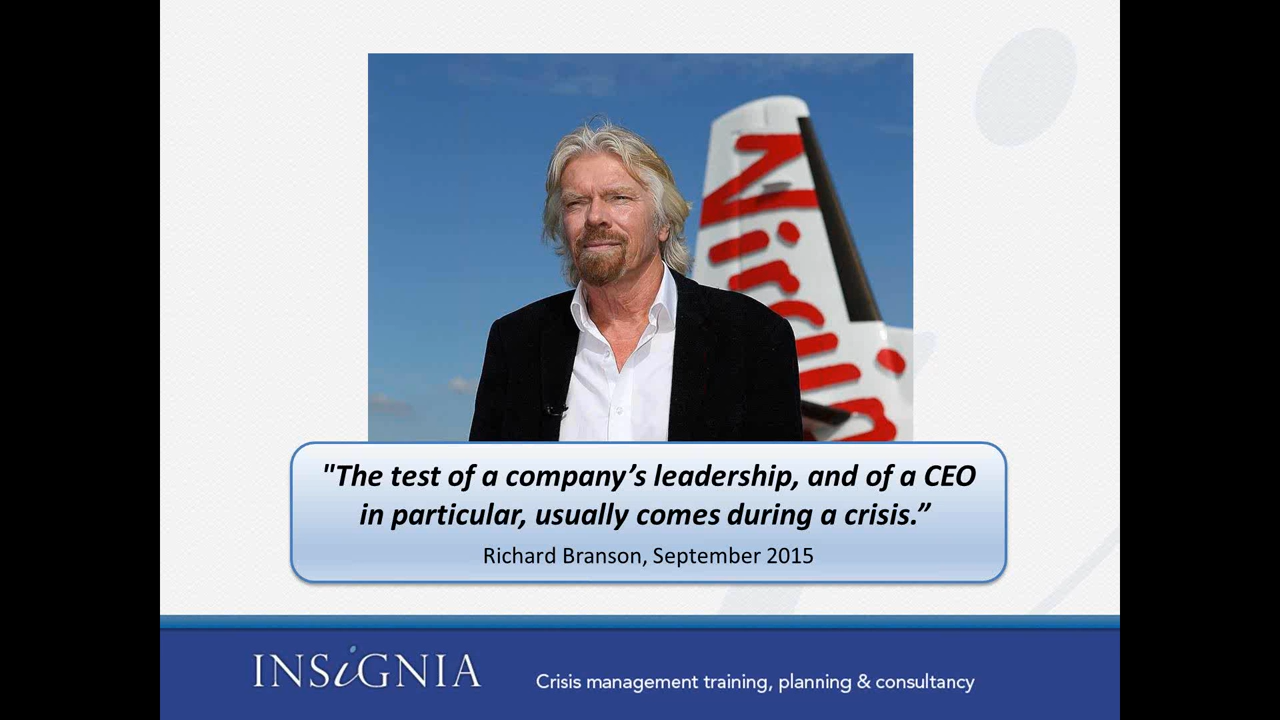 Virgin
"The test of a company’s leadership, and of a CEO
in particular, usually comes during a crisis.”
Richard Branson, September 2015
INSiGNIA
Crisis management training, planning & consultancy